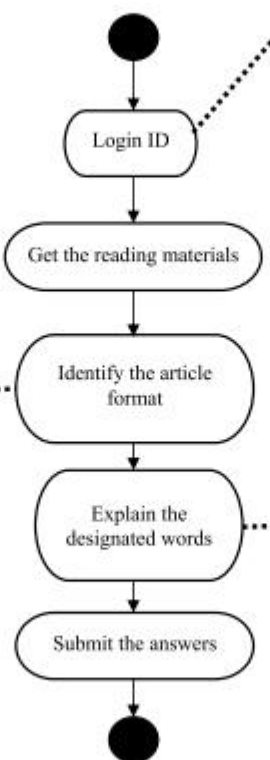 Login ID
Get the reading materials
Identify the article
format
Explain the
designated words
Submit the answers